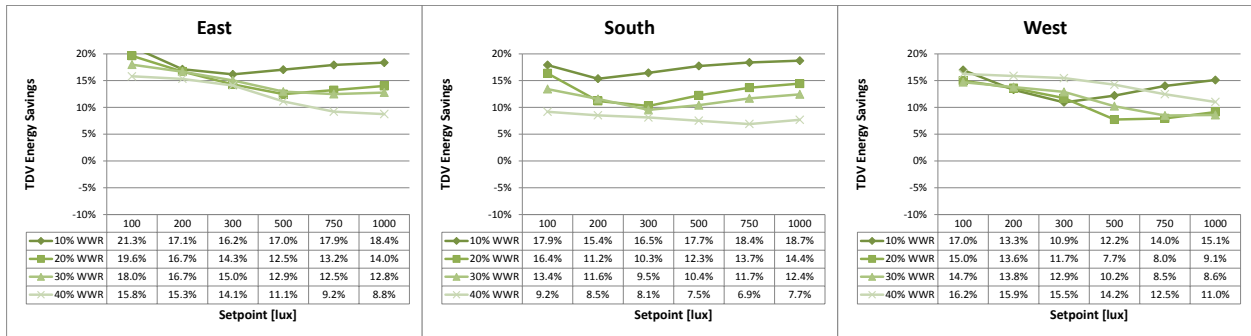 East
TDV Energy Savings
20%
15%
10%
5%
0%
-5%
-10%
100 200 300 500 750 1000
10% WWR 21.3% 17.1% 16.2% 17.0% 17.9% 18.4%
20% WWR 19.6% 16.7% 14.3% 12.5% 13.2% 14.0%
30% WWR 18.0% 16.7% 15.0% 12.9% 12.5% 12.8%
40% WWR 15.8% 15.3% 14.1% 11.1% 9.2% 8.8%
Setpoint [lux]
South
TDV Energy Savings
20%
15%
10%
5%
0%
-5%
-10%
100 200 300 500 750 1000
10% WWR 17.9% 15.4% 16.5% 17.7% 18.4% 18.7%
20% WWR 16.4% 11.2% 10.3% 12.3% 13.7% 14.4%
30% WWR 13.4% 11.6% 9.5% 10.4% 11.7% 12.4%
40% WWR 9.2% 8.5% 8.1% 7.5% 6.9% 7.7%
Setpoint [lux]
West
TDV Energy Savings
20%
15%
10%
5%
0%
-5%
-10%
100 200 300 500 750 1000
10% WWR 17.0% 13.3% 10.9% 12.2% 14.0% 15.1%
20% WWR 15.0% 13.6% 11.7% 7.7% 8.0% 9.1%
30% WWR 14.7% 13.8% 12.9% 10.2% 8.5% 8.6%
40% WWR 16.2% 15.9% 15.5% 14.2% 12.5% 11.0%
Setpoint [lux]